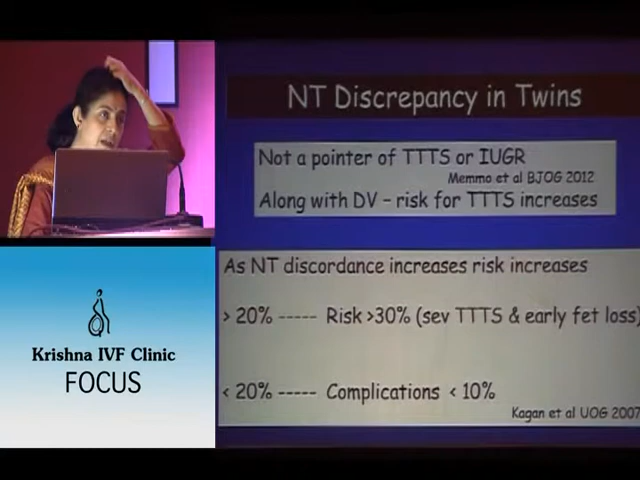 NT Discrepancy in Twins
Not a pointer of TTTS or IUGR
Memmo et al BJOG 2012
Along with DV – risk for TTTS increases
As NT discordance increases risk increases
> 20% ----- Risk >30% (sev TTTS & early fet loss)
< 20% ----- Complications < 10%
Kagan et al UOG 2007
Krishna IVF Clinic
FOCUS